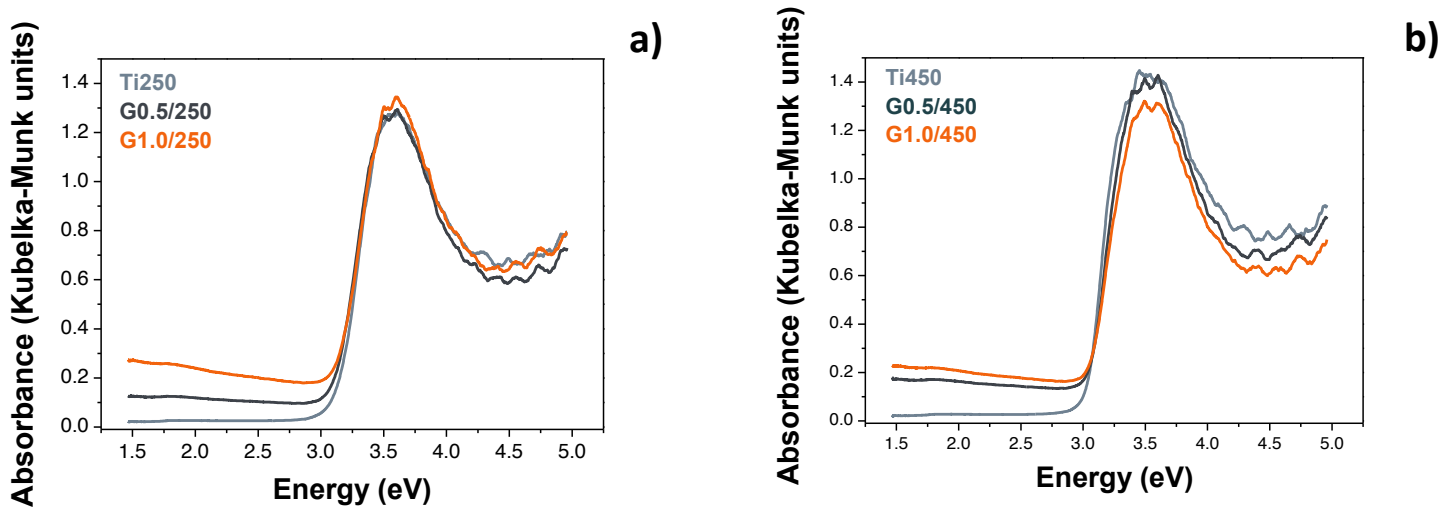 a)
Absorbance (Kubelka-Munk units)
1.4
1.2
1.0
0.8
0.6
0.4
0.2
0.0
Ti250
G0.5/250
G1.0/250
1.5 2.0 2.5 3.0 3.5 4.0 4.5 5.0
Energy (eV)
b)
Absorbance (Kubelka-Munk units)
1.4
1.2
1.0
0.8
0.6
0.4
0.2
0.0
Ti450
G0.5/450
G1.0/450
1.5 2.0 2.5 3.0 3.5 4.0 4.5 5.0
Energy (eV)